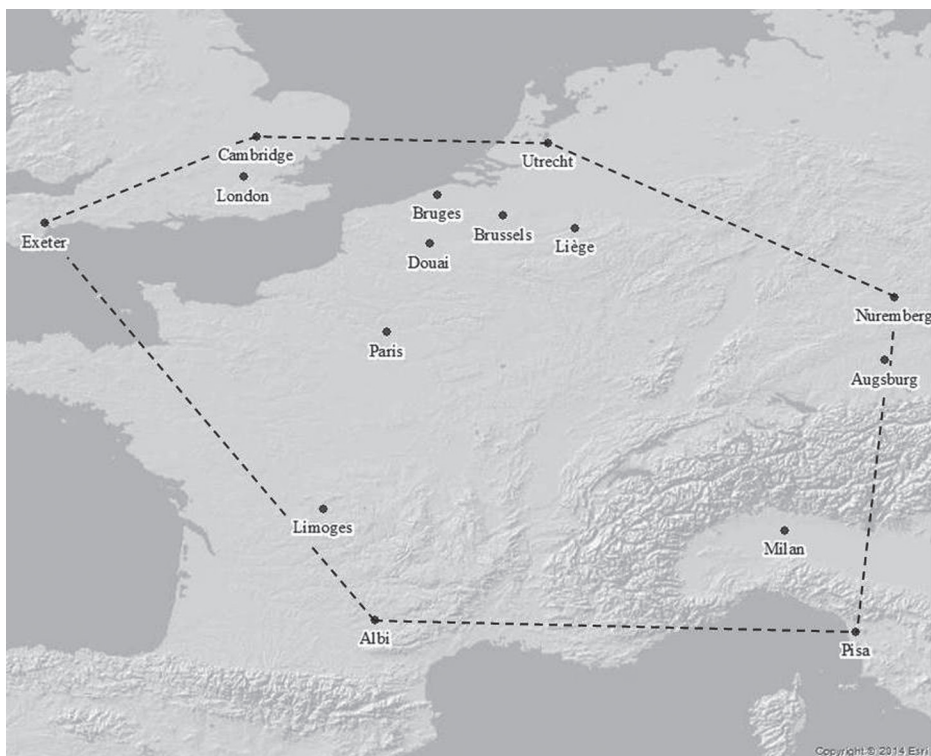 Cambridge
Utrecht
London
Bruges
Exeter
Brussels
Liège
Douai
Nuremberg
Paris
Augsburg
Limoges
Milan
Albi
Pisa
Copyright © 2014 Esri